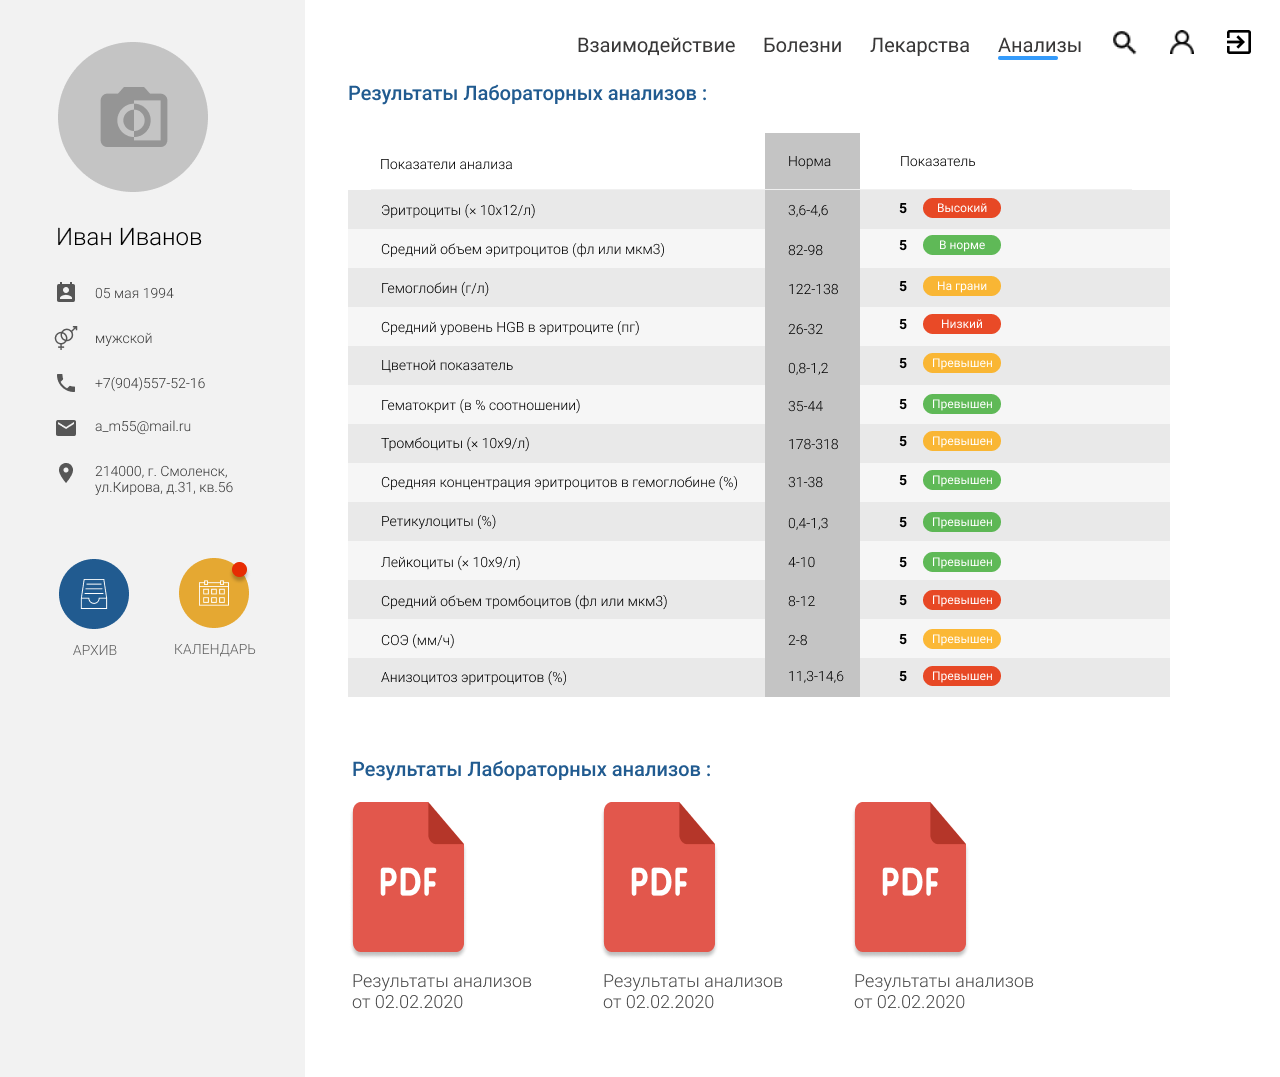 Взаимодействие Болезни Лекарства Анализы
Иван Иванов
05 мая 1994
мужской
+7(904)557-52-16
a_m55@mail.ru
214000, г. Смоленск,
ул.Кирова, д.31, кв.56
АРХИВ КАЛЕНДАРЬ
Результаты Лабораторных анализов :
Показатели анализа Норма Показатель
Эритроциты (× 10x12/л) 3,6-4,6 5 Высокий
Средний объем эритроцитов (фл или мкм3) 82-98 5 В норме
Гемоглобин (г/л) 122-138 5 На грани
Средний уровень HGB в эритроците (пг) 26-32 5 Низкий
Цветной показатель 0,8-1,2 5 Превышен
Гематокрит (в % соотношении) 35-44 5 Превышен
Тромбоциты (× 10x9/л) 178-318 5 Превышен
Средняя концентрация эритроцитов в гемоглобине (%) 31-38 5 Превышен
Ретикулоциты (%) 0,4-1,3 5 Превышен
Лейкоциты (× 10x9/л) 4-10 5 Превышен
Средний объем тромбоцитов (фл или мкм3) 8-12 5 Превышен
СОЭ (мм/ч) 2-8 5 Превышен
Анизоцитоз эритроцитов (%) 11,3-14,6 5 Превышен
Результаты Лабораторных анализов :
PDF PDF PDF
Результаты анализов Результаты анализов Результаты анализов
от 02.02.2020 от 02.02.2020 от 02.02.2020